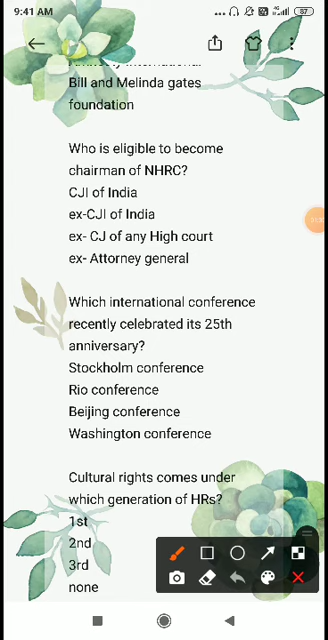 9:41 AM
87
Bill and Melinda gates
foundation
Who is eligible to become
chairman of NHRC?
CJI of India
ex-CJI of India
ex- CJ of any High court
ex- Attorney general
Which international conference
recently celebrated its 25th
anniversary?
Stockholm conference
Rio conference
Beijing conference
Washington conference
Cultural rights comes under
which generation of HRs?
1st
2nd
3rd
none